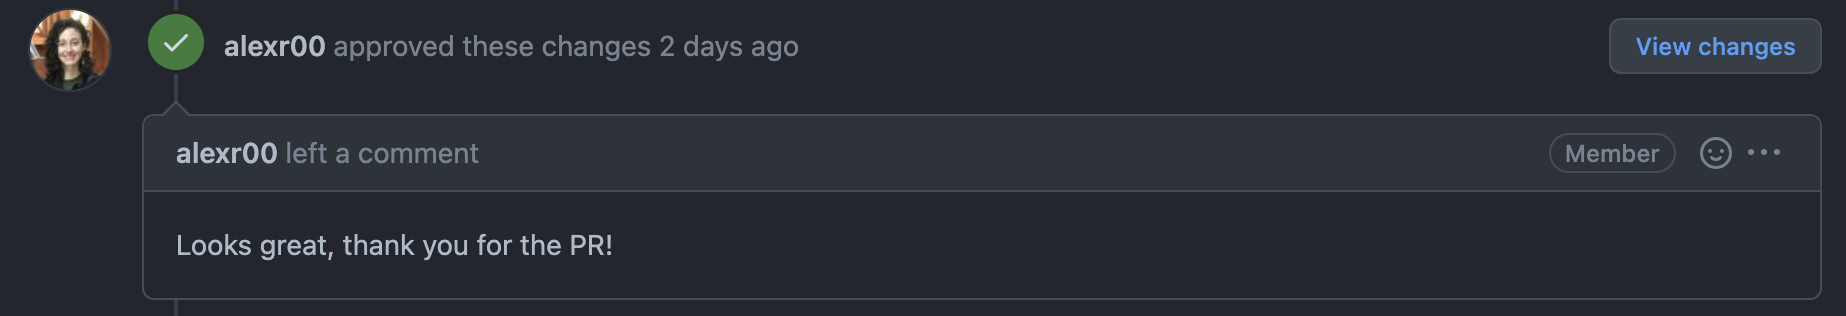 alexr00 approved these changes 2 days ago
View changes
alexr00 left a comment
Member
Looks great, thank you for the PR!